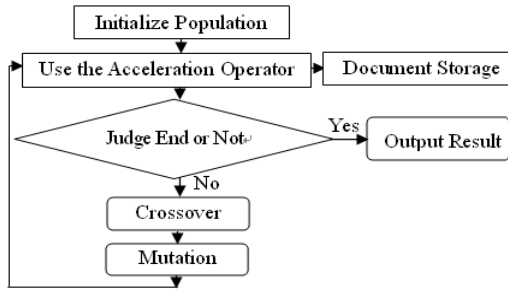 Initialize Population
Use the Acceleration Operator
Document Storage
Judge End or Not
Yes
Output Result
No
Crossover
Mutation